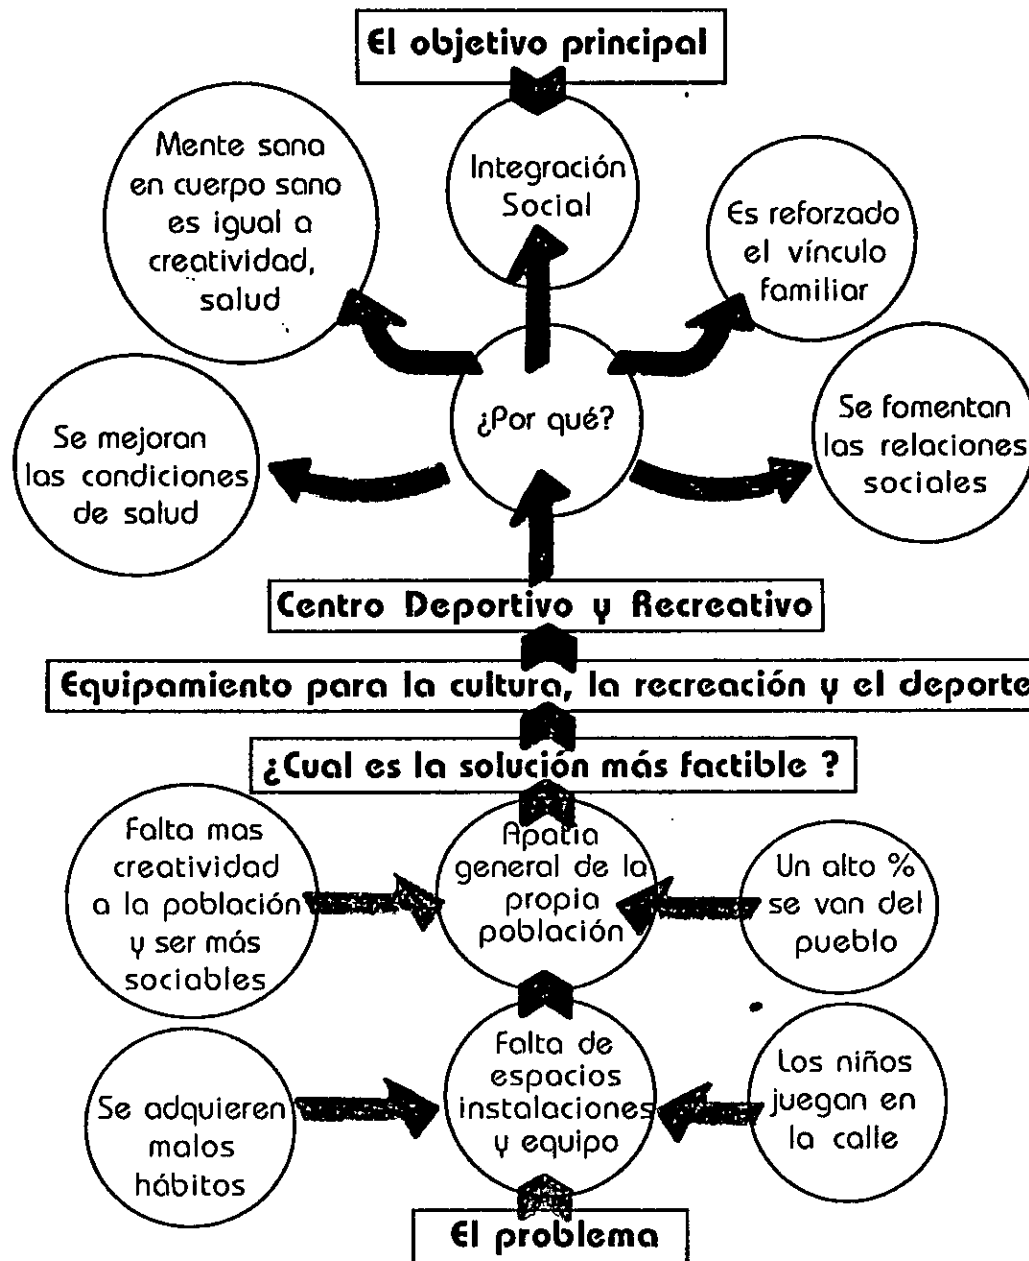 El objetivo principal
Mente sana
en cuerpo sano
es igual a
creatividad,
salud
Integración
Social
Es reforzado
el vínculo
familiar
Se mejoran
las condiciones
de salud
¿Por qué?
Se fomentan
las relaciones
sociales
Centro Deportivo y Recreativo
Equipamiento para la cultura, la recreación y el deporte
¿Cual es la solución más factible ?
Falta mas
creatividad
a la población
y ser más
sociables
Apatía
general de la
propia
población
Un alto %
se van del
pueblo
Se adquieren
malos
hábitos
Falta de
espacios
instalaciones
y equipo
Los niños
juegan en
la calle
El problema